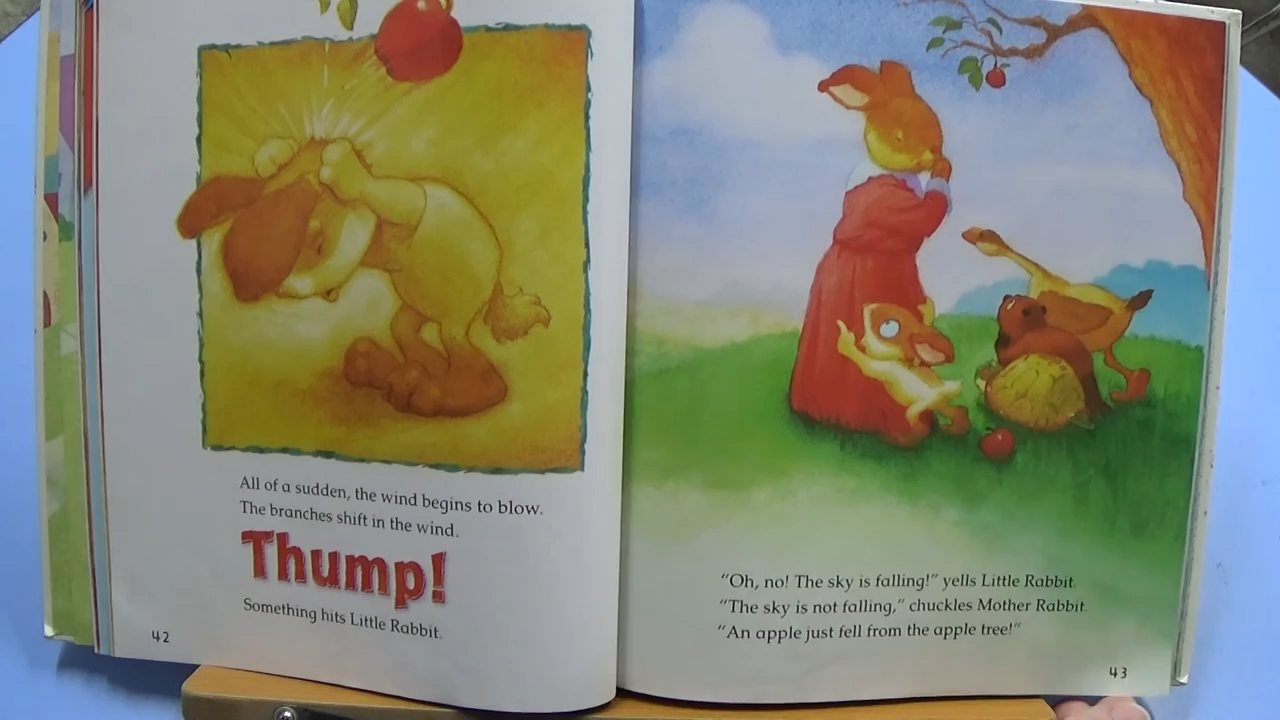 All of a sudden, the wind begins to blow.
The branches shift in the wind.
Thump!
Something hits Little Rabbit.
42
"Oh, no! The sky is falling!" yells Little Rabbit.
"The sky is not falling," chuckles Mother Rabbit.
"An apple just fell from the apple tree!"
43